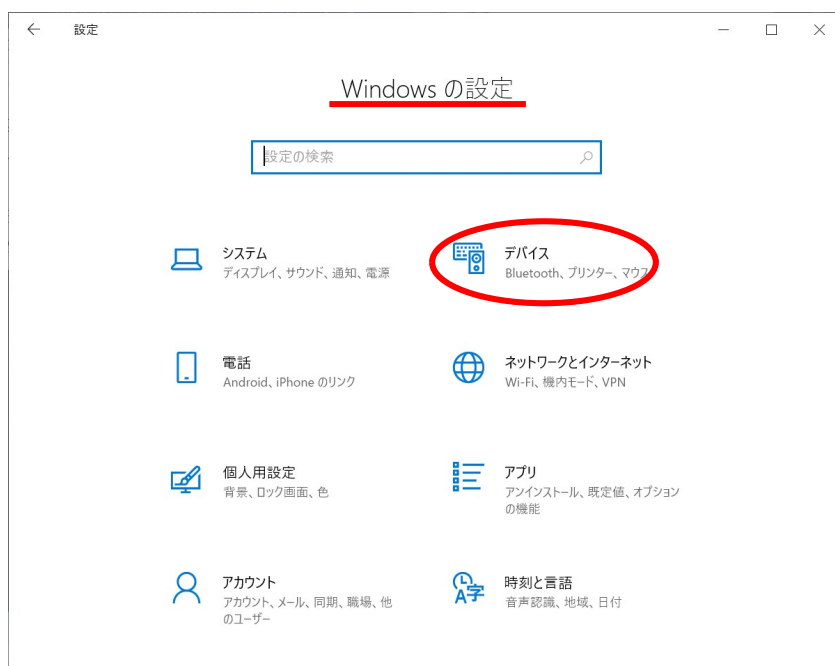 設定
Windows の設定
設定の検索
システム
ディスプレイ、サウンド、通知、電源
デバイス
Bluetooth、プリンター、マウス
電話
Android、iPhone のリンク
ネットワークとインターネット
Wi-Fi、機内モード、VPN
個人用設定
背景、ロック画面、色
アプリ
アンインストール、既定値、オプション
の機能
アカウント
アカウント、メール、同期、職場、他
のユーザー
時刻と言語
音声認識、地域、日付